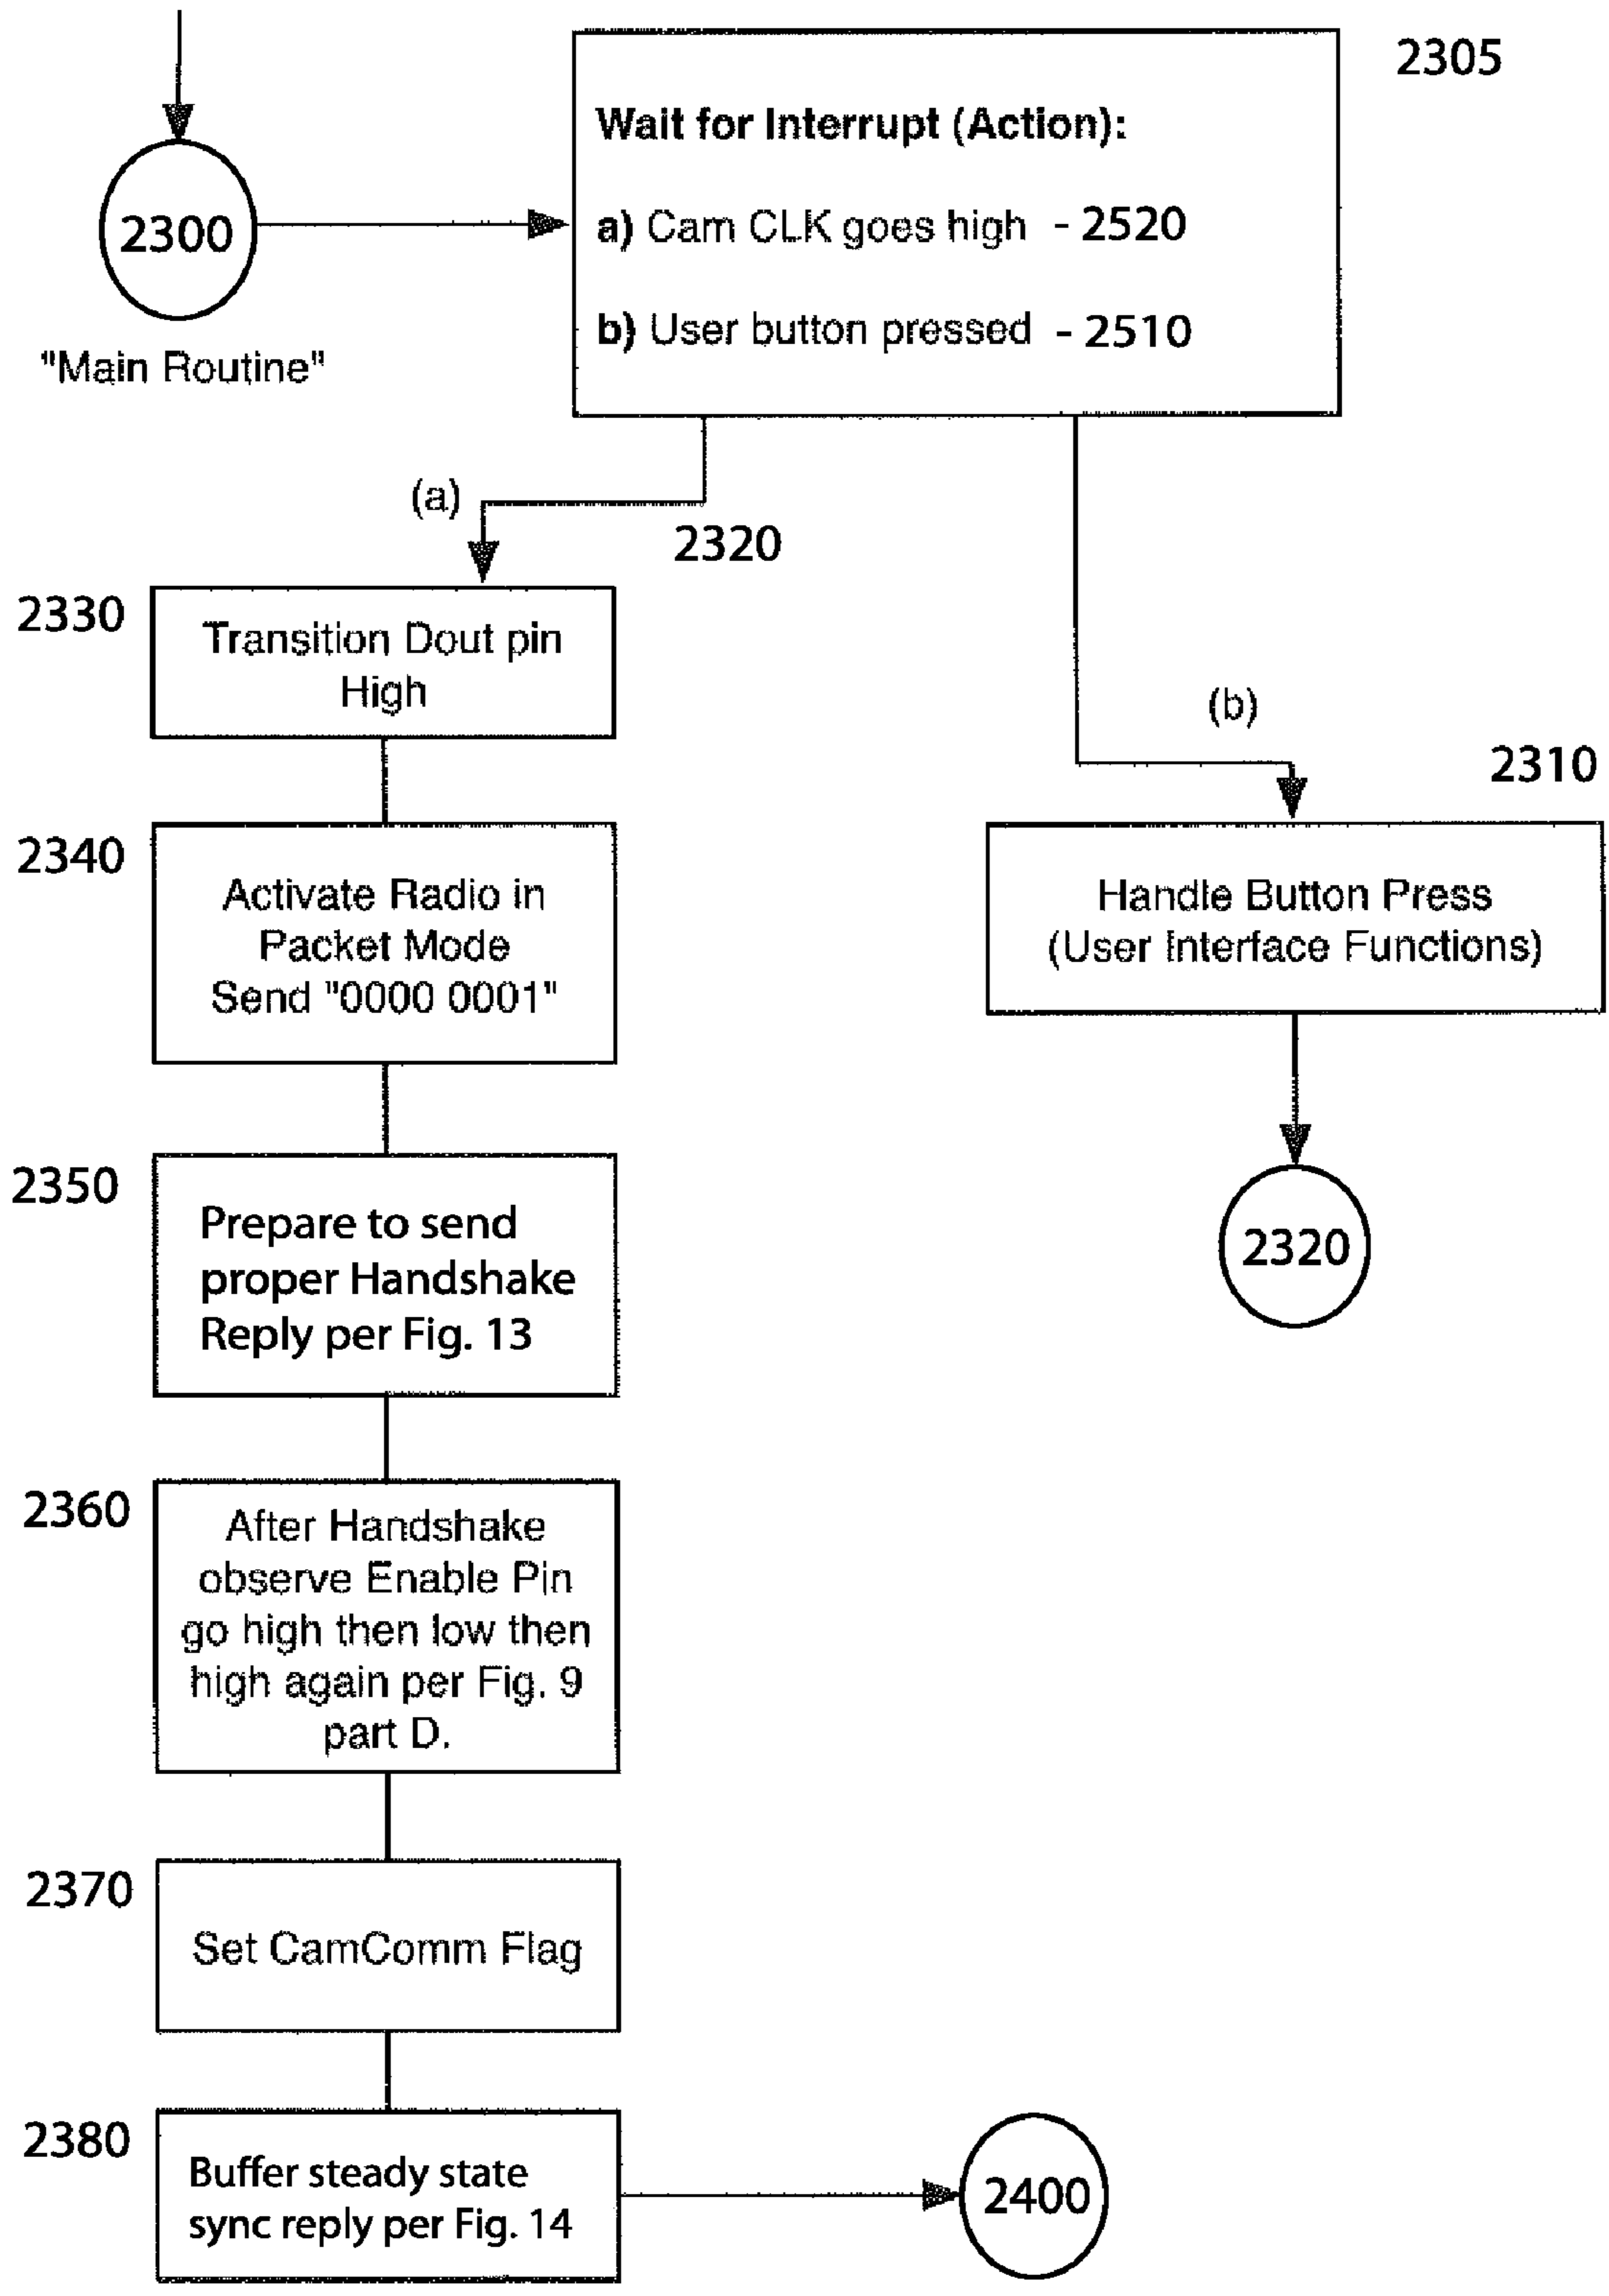 2305
Wait for Interrupt (Action):
a) Cam CLK goes high - 2520
b) User button pressed - 2510
2300
"Main Routine"
(a)
2320
2330
Transition Dout pin
High
(b)
2310
2340
Activate Radio in
Packet Mode
Send "0000 0001"
Handle Button Press
(User Interface Functions)
2350
Prepare to send
proper Handshake
Reply per Fig. 13
2320
2360
After Handshake
observe Enable Pin
go high then low then
high again per Fig. 9
part D.
2370
Set CamComm Flag
2380
Buffer steady state
sync reply per Fig. 14
2400